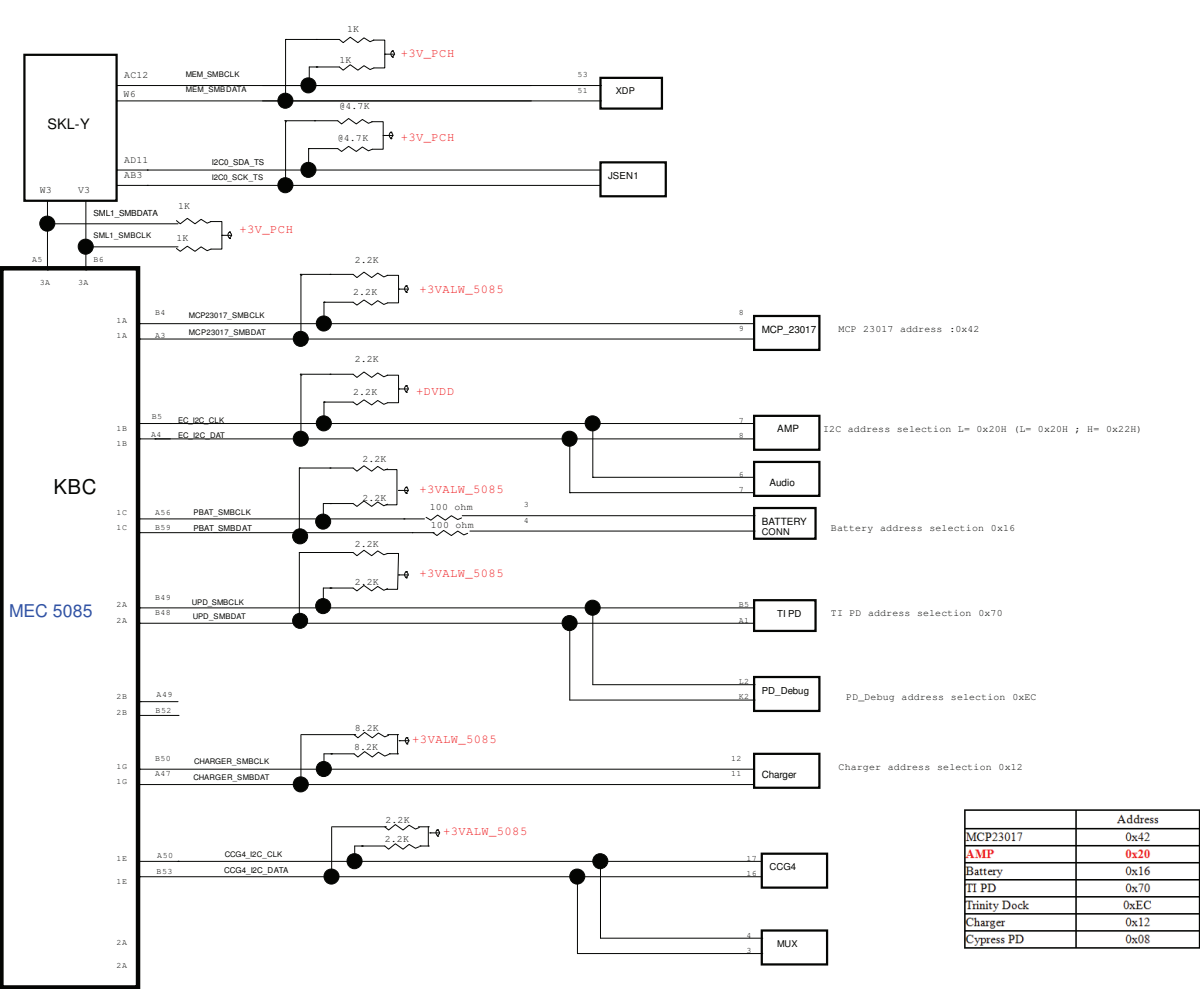 1K
+3V_PCH
1K
AC12 MEM_SMBCLK 53
W6 MEM_SMBDATA 51
XDP
SKL-Y
@4.7K
@4.7K +3V_PCH
AD11 I2C0_SDA_TS
AB3 I2C0_SCK_TS
JSEN1
W3 V3
SML1_SMBDATA 1K
+3V_PCH
SML1_SMBCLK 1K
A5 B6
3A 3A
2.2K
2.2K +3VALW_5085
1A B4 MCP23017_SMBCLK 8
1A A3 MCP23017_SMBDAT 9
MCP_23017 MCP 23017 address :0x42
2.2K
2.2K +DVDD
1B B5 EC_I2C_CLK 7
1B A4 EC_I2C_DAT 8
AMP I2C address selection L= 0x20H (L= 0x20H ; H= 0x22H)
2.2K
6
7
Audio
KBC
2.2K +3VALW_5085
1C A56 PBAT_SMBCLK 100 ohm 3
1C B59 PBAT_SMBDAT 100 ohm 4
BATTERY
CONN
Battery address selection 0x16
2.2K
2.2K +3VALW_5085
MEC 5085
2A B49 UPD_SMBCLK B5
2A B48 UPD_SMBDAT A1
TI PD TI PD address selection 0x70
L2
K2
PD_Debug PD_Debug address selection 0xEC
2B A49
2B B52
8.2K
8.2K +3VALW_5085
1G B50 CHARGER_SMBCLK 12
1G A47 CHARGER_SMBDAT 11
Charger Charger address selection 0x12
2.2K
2.2K +3VALW_5085
1E A50 CCG4_I2C_CLK 17
1E B53 CCG4_I2C_DATA 16
CCG4
2A
2A
4
3
MUX
Address
MCP23017 0x42
AMP 0x20
Battery 0x16
TI PD 0x70
Trinity Dock 0xEC
Charger 0x12
Cypress PD 0x08